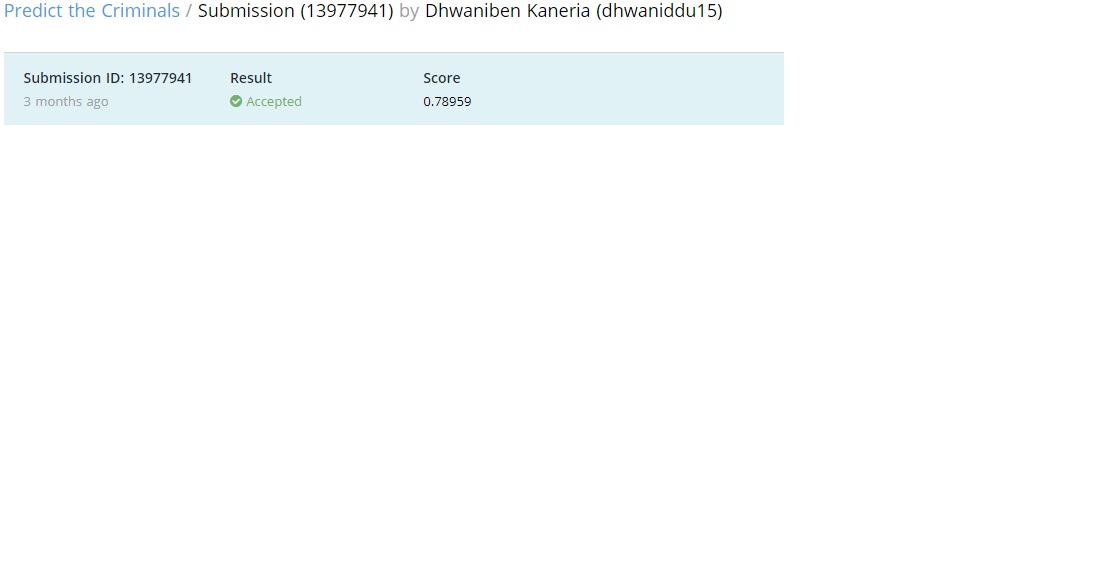 Predict the Criminals / Submission (13977941) by Dhwaniben Kaneria (dhwaniddu15)
Submission ID: 13977941 Result Score
3 months ago Accepted 0.78959